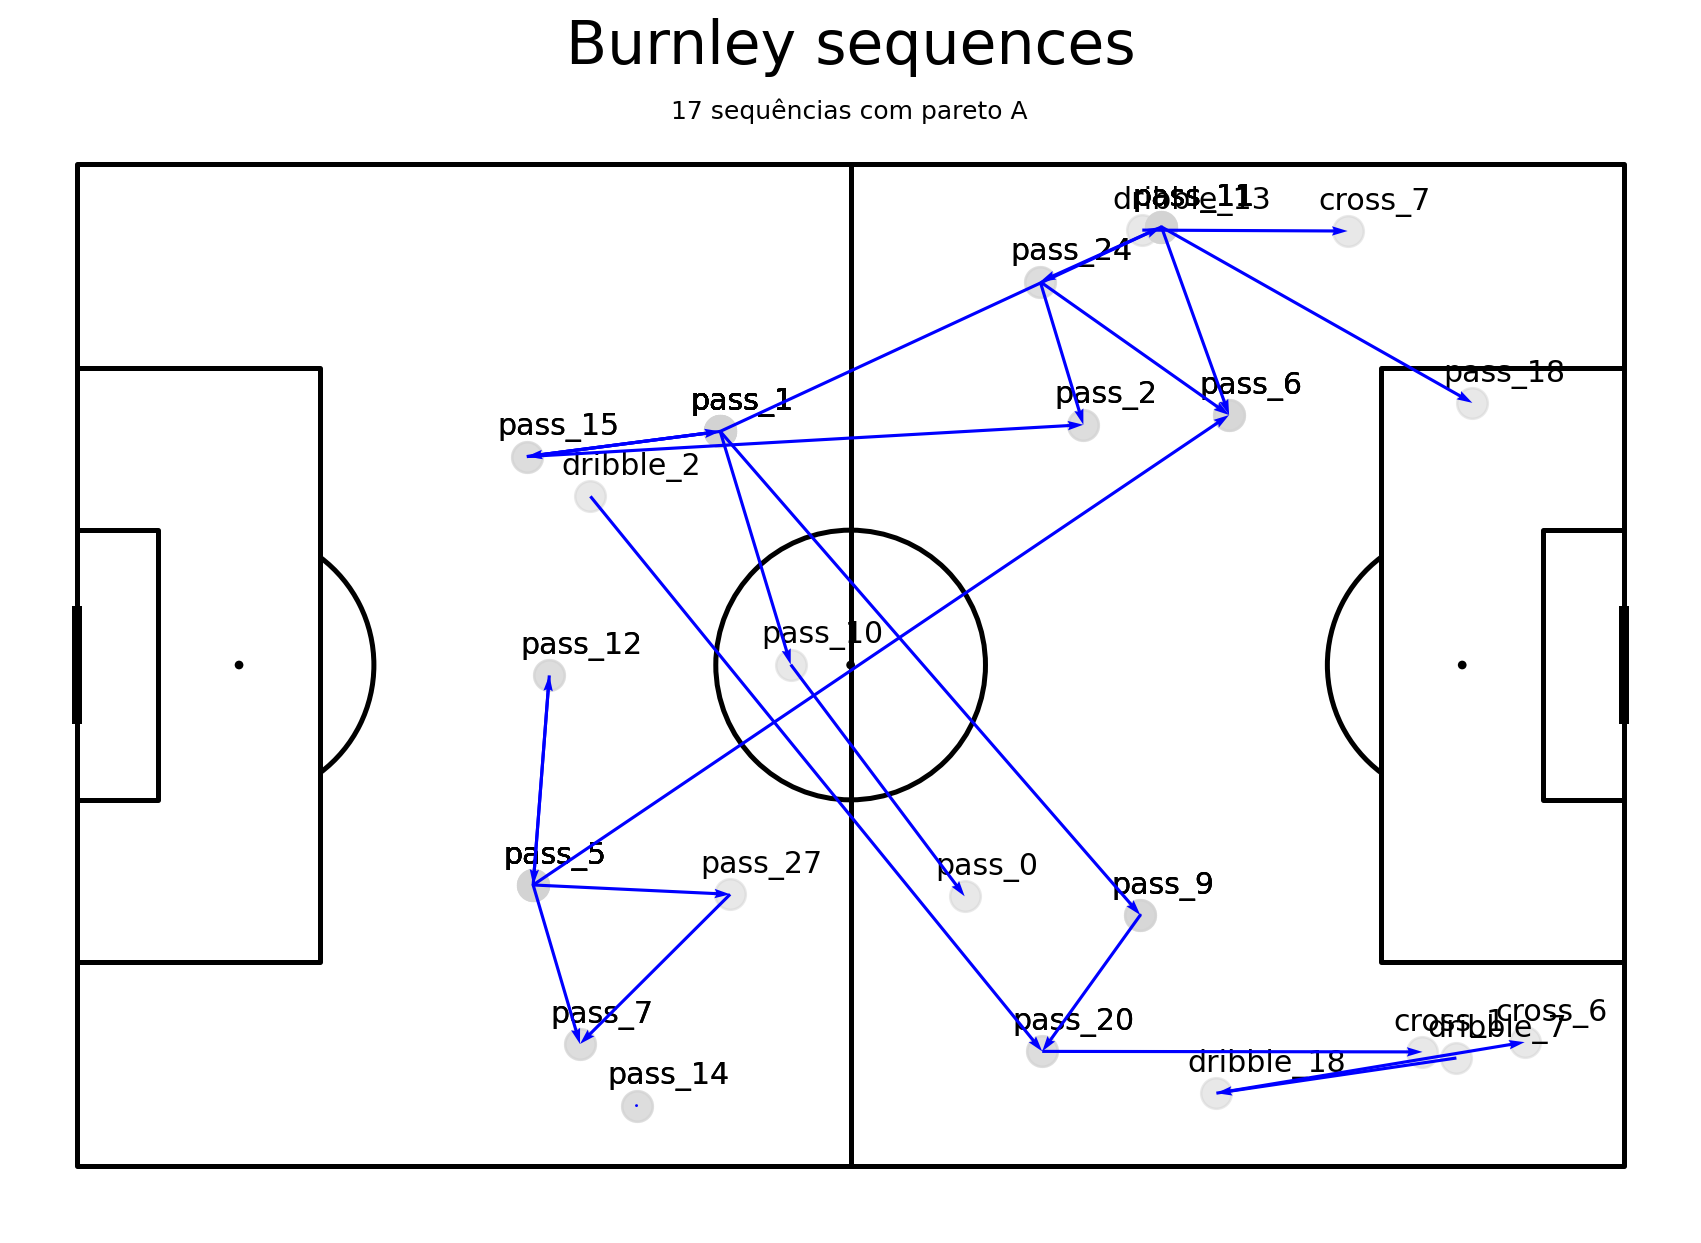 Burnley sequences
17 sequências com pareto A
dribble_13
pass_11
cross_7
pass_24
pass_18
pass_2
pass_6
pass_1
pass_15
dribble_2
pass_10
pass_12
pass_5
pass_27
pass_0
pass_9
pass_7
pass_20
cross_1
dribble_7
cross_6
dribble_18
pass_14